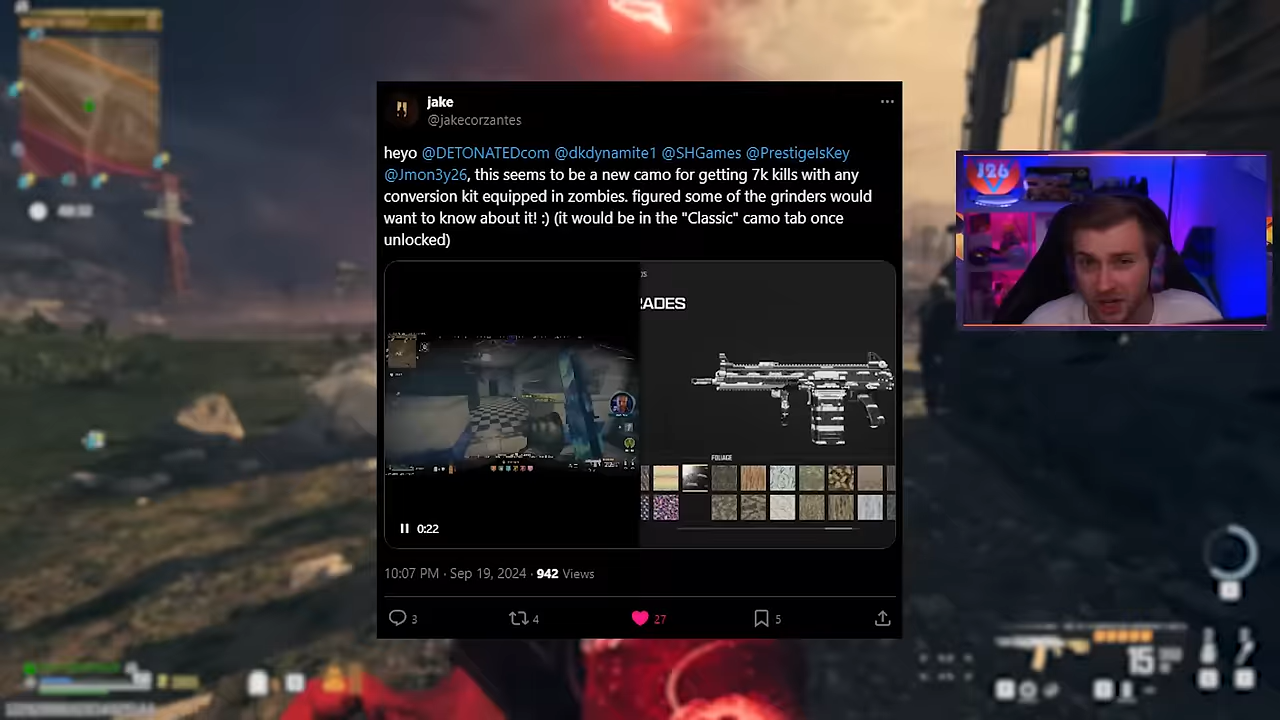 jake
@jakecorzantes
heyo @DETONATEDcom @dkdynamite1 @SHGames @PrestigeIsKey
@Jmon3y26, this seems to be a new camo for getting 7k kills with any
conversion kit equipped in zombies. figured some of the grinders would
want to know about it! :) (it would be in the "Classic" camo tab once
unlocked)
RADES
FOLIAGE
0:22
10:07 PM · Sep 19, 2024 · 942 Views
3 4 27 5
J26
15